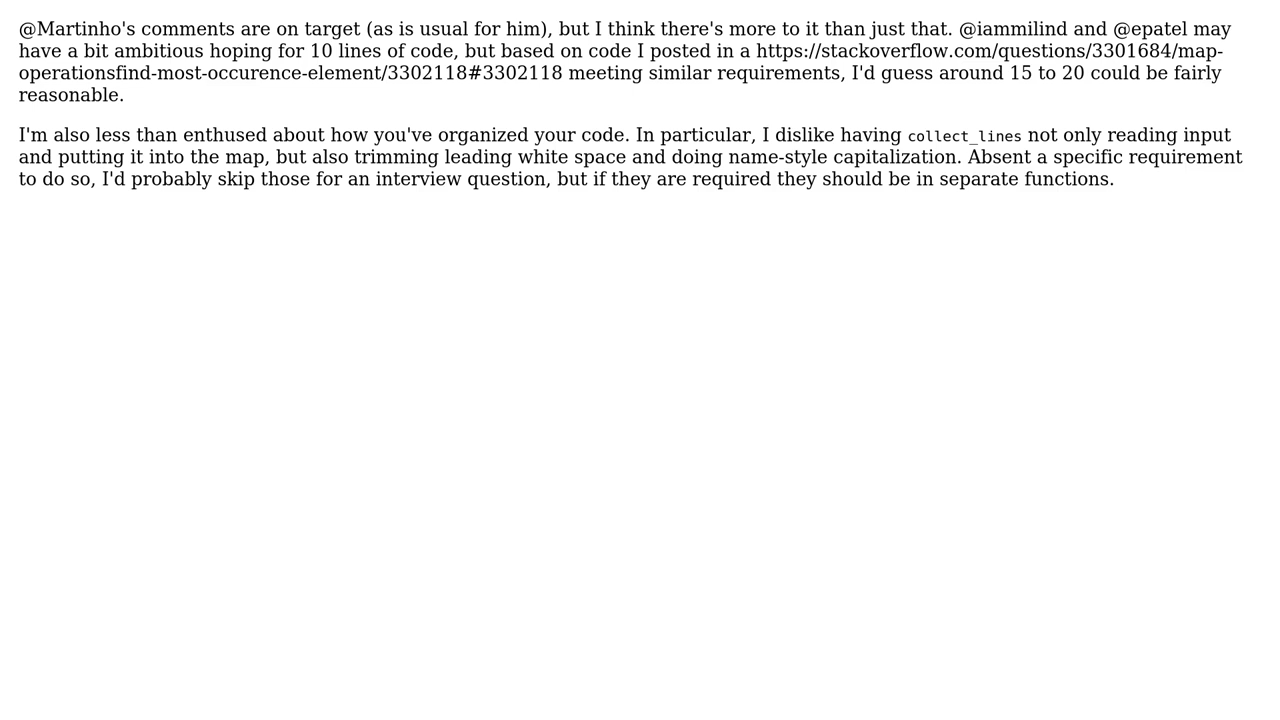 @Martinho's comments are on target (as is usual for him), but I think there's more to it than just that. @iammilind and @epatel may
have a bit ambitious hoping for 10 lines of code, but based on code I posted in a https://stackoverflow.com/questions/3301684/map-
operationsfind-most-occurence-element/3302118#3302118 meeting similar requirements, I'd guess around 15 to 20 could be fairly
reasonable.
I'm also less than enthused about how you've organized your code. In particular, I dislike having collect_lines not only reading input
and putting it into the map, but also trimming leading white space and doing name-style capitalization. Absent a specific requirement
to do so, I'd probably skip those for an interview question, but if they are required they should be in separate functions.